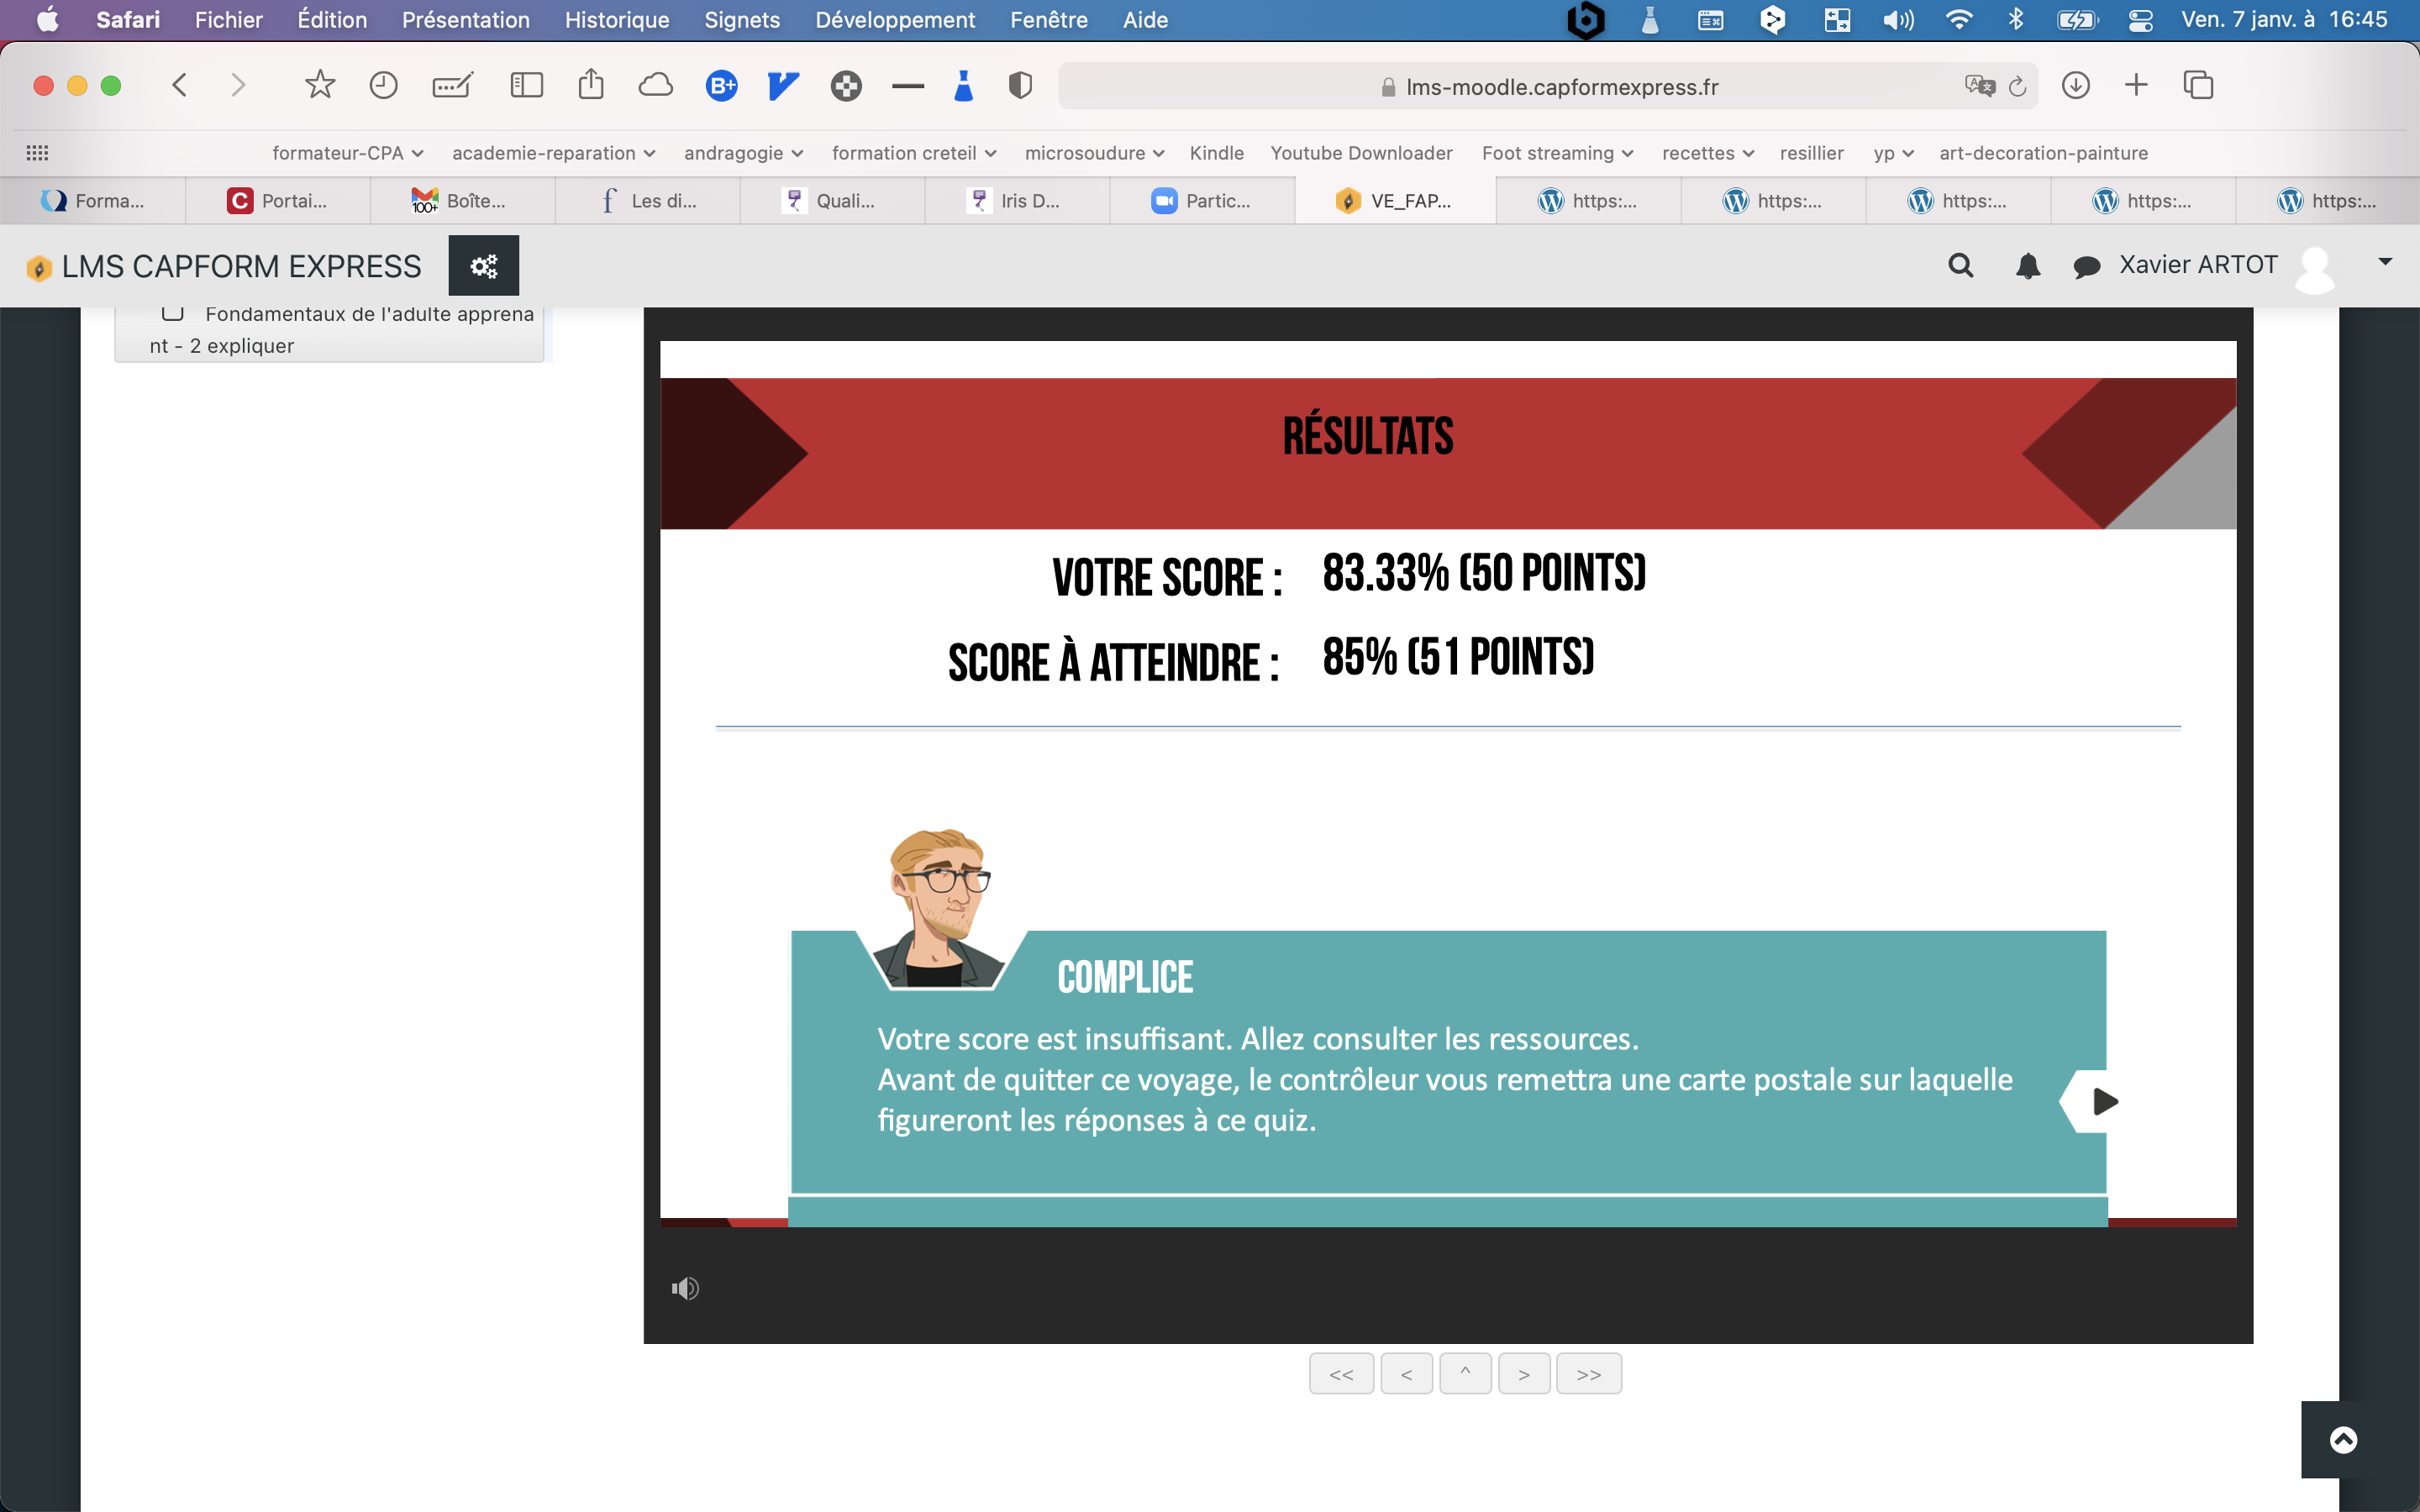 Safari Fichier Édition Présentation Historique Signets Développement Fenêtre Aide Ven. 7 janv. à 16:45
B+ lms-moodle.capformexpress.fr
formateur-CPA academie-reparation andragogie formation creteil microsoudure Kindle Youtube Downloader Foot streaming recettes resillier yp art-decoration-painture
Forma... C Portai... 100+ Boîte... f Les di... Quali... Iris D... Partic... VE_FAP... https:... https:... https:... https:... https:...
LMS CAPFORM EXPRESS Xavier ARTOT
Fondamentaux de l'adulte apprena
nt - 2 expliquer
RÉSULTATS
VOTRE SCORE : 83.33% (50 POINTS)
SCORE À ATTEINDRE : 85% (51 POINTS)
COMPLICE
Votre score est insuffisant. Allez consulter les ressources.
Avant de quitter ce voyage, le contrôleur vous remettra une carte postale sur laquelle
figureront les réponses à ce quiz.
<< < ^ > >>